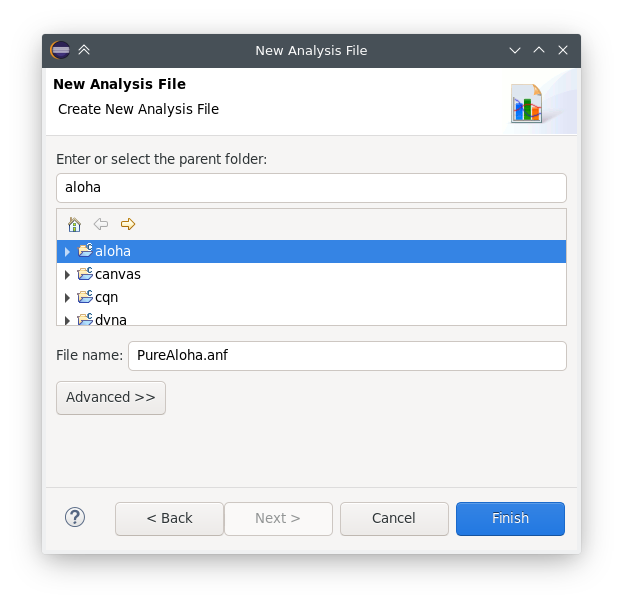 New Analysis File
New Analysis File
Create New Analysis File
Enter or select the parent folder:
aloha
aloha
canvas
cqn
dyna
File name: PureAloha.anf
Advanced >>
< Back Next > Cancel Finish